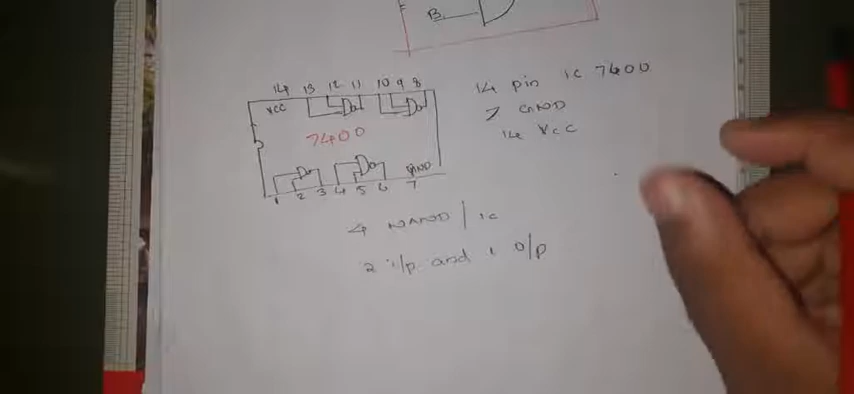 B
14 13 12 11 10 9 8
VCC
7400
GND
1 2 3 4 5 6 7
14 pin ic 7400
7 GND
14 Vcc
4 NAND / ic
2 i/p and 1 o/p